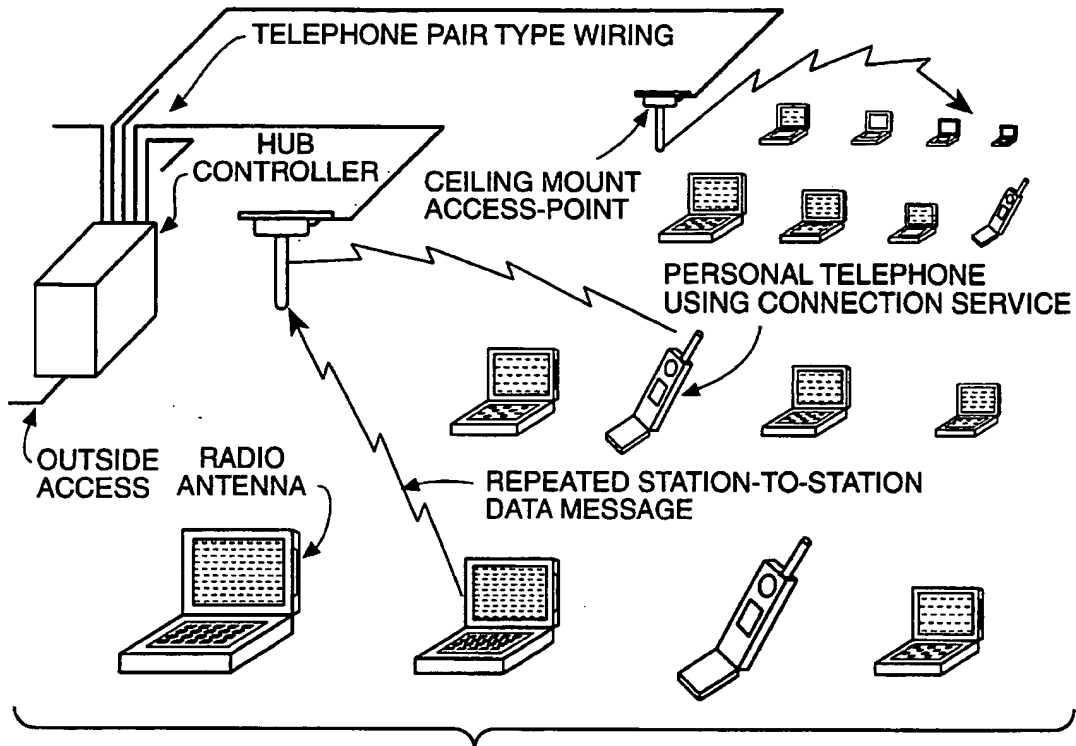 TELEPHONE PAIR TYPE WIRING
HUB
CONTROLLER
CEILING MOUNT
ACCESS-POINT
PERSONAL TELEPHONE
USING CONNECTION SERVICE
OUTSIDE
ACCESS
RADIO
ANTENNA
REPEATED STATION-TO-STATION
DATA MESSAGE